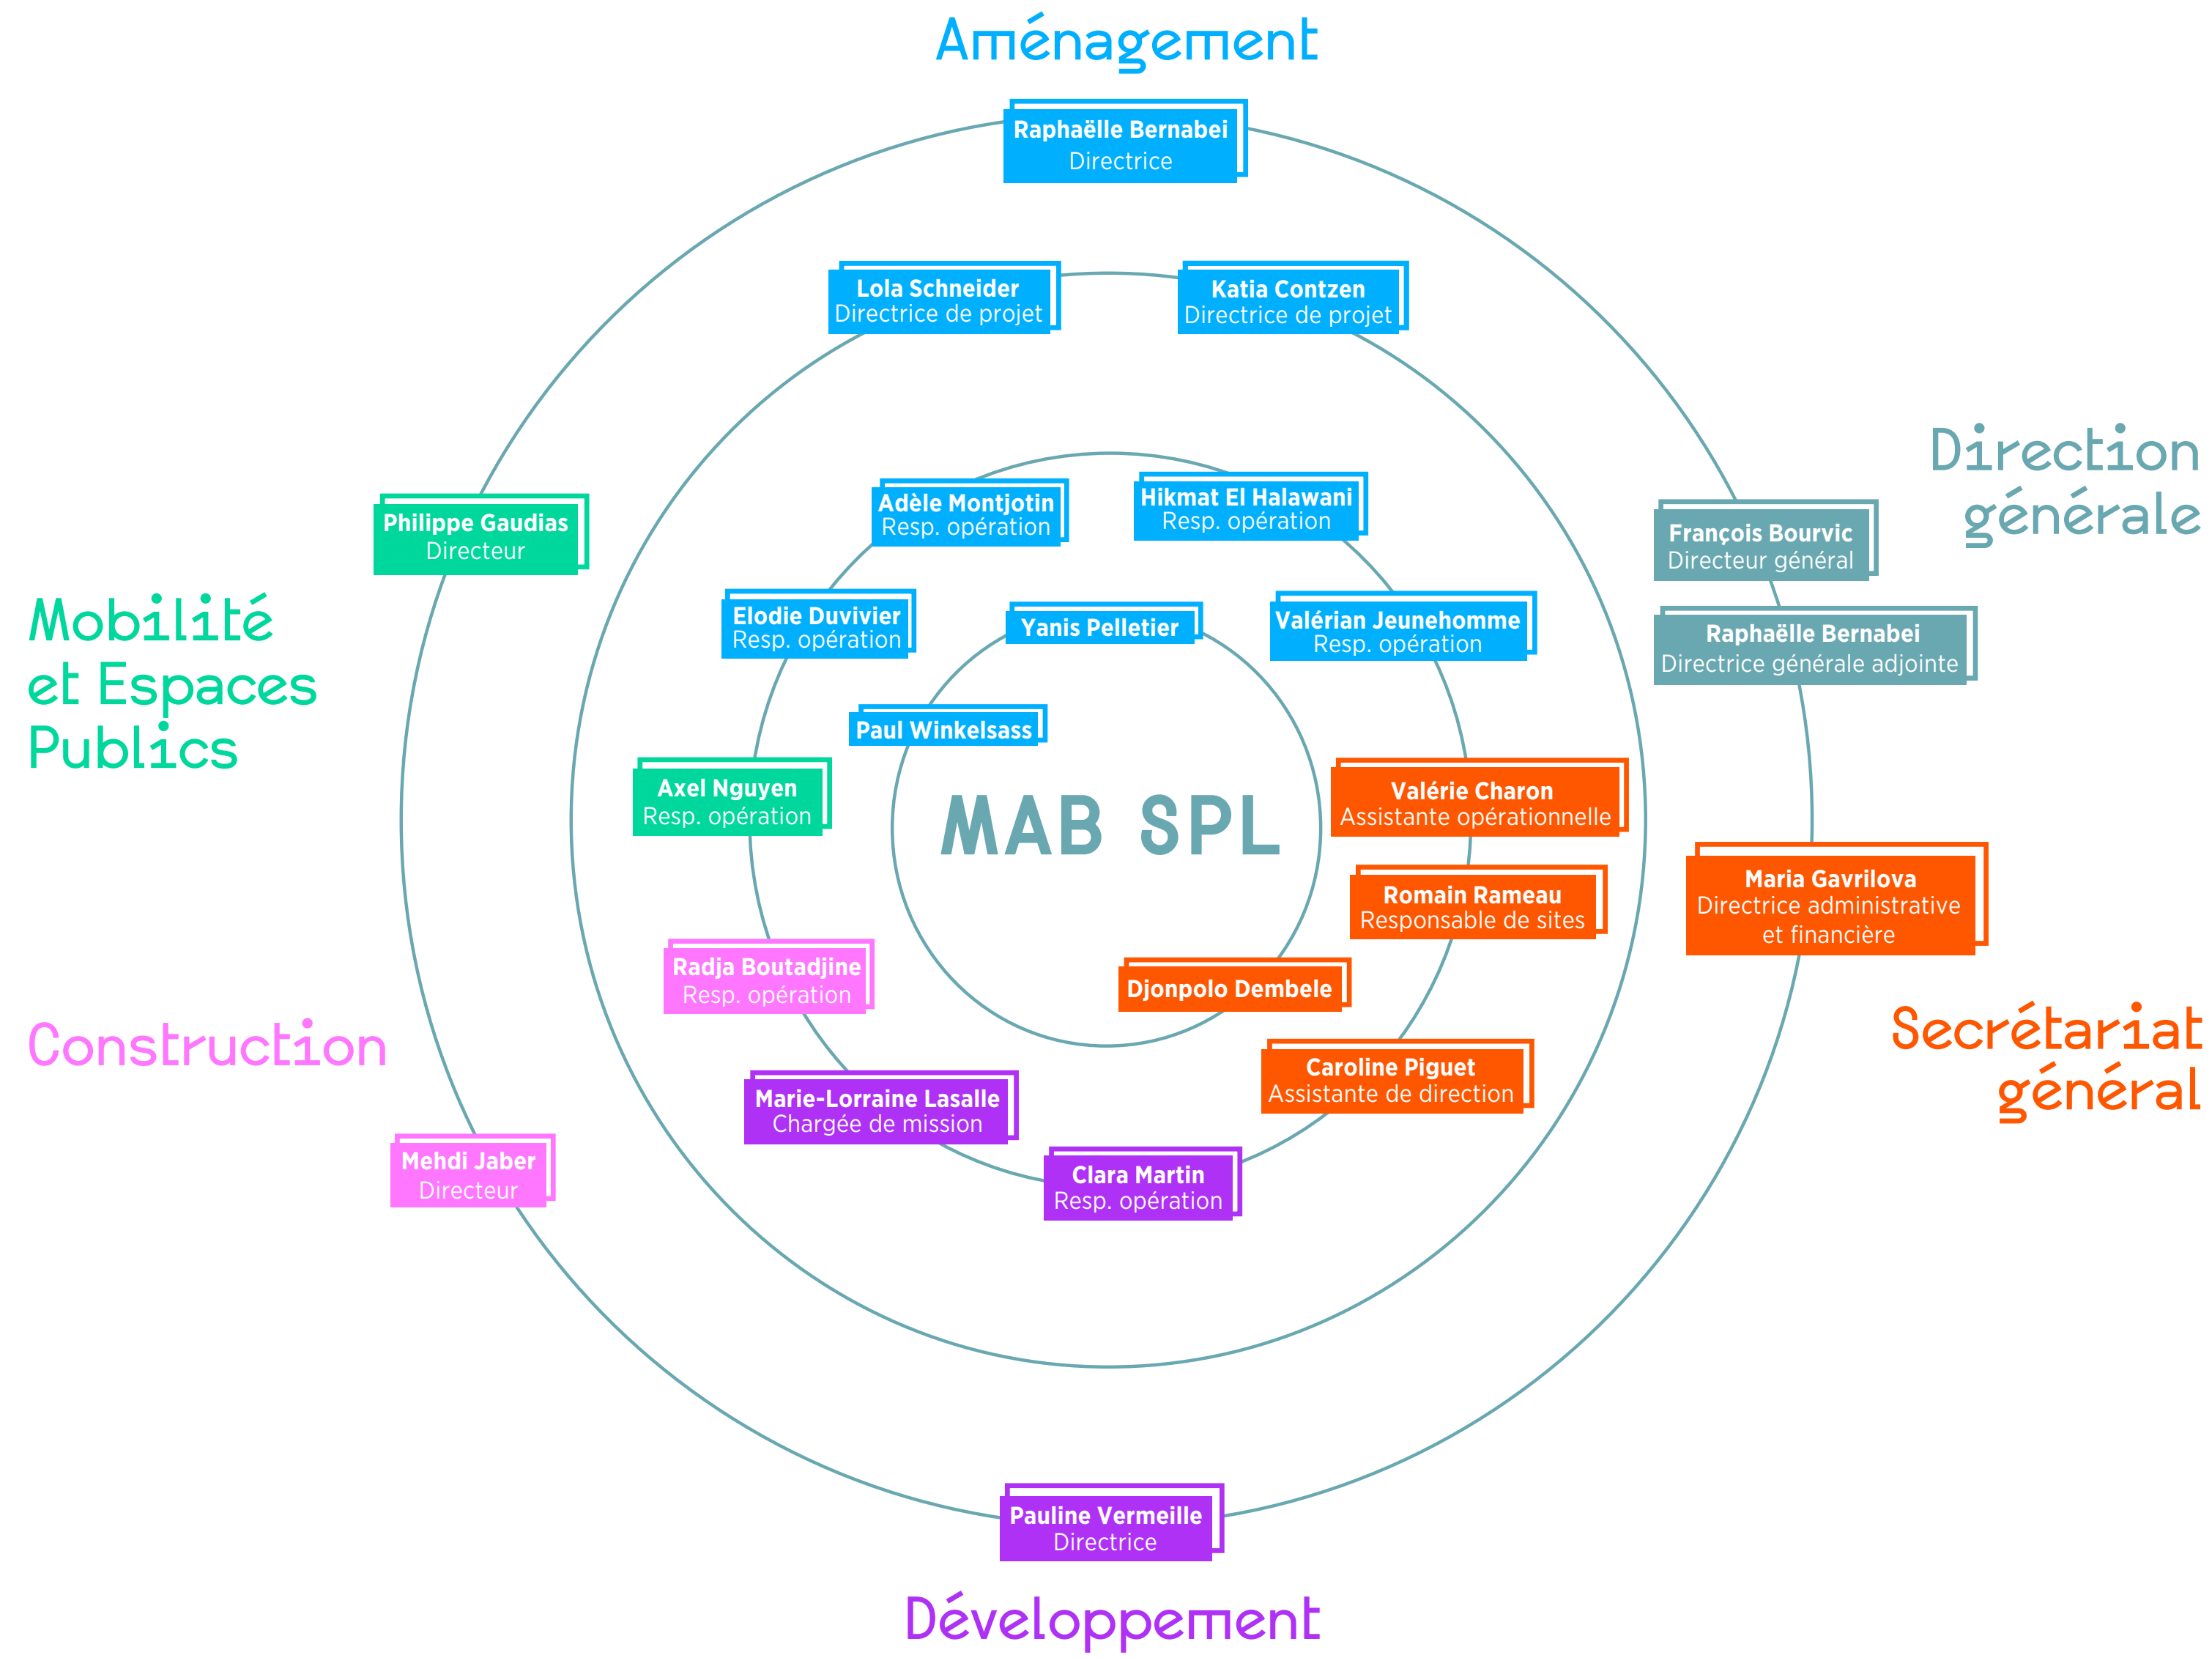 Aménagement
Raphaëlle Bernabei
Directrice
Lola Schneider
Directrice de projet
Katia Contzen
Directrice de projet
Direction
générale
Adèle Montjotin
Resp. opération
Hikmat El Halawani
Resp. opération
Philippe Gaudias
Directeur
François Bourvic
Directeur général
Mobilité
et Espaces
Publics
Elodie Duvivier
Resp. opération
Yanis Pelletier
Valérian Jeunehomme
Resp. opération
Raphaëlle Bernabei
Directrice générale adjointe
Paul Winkelsass
Axel Nguyen
Resp. opération
MAB SPL
Valérie Charon
Assistante opérationnelle
Romain Rameau
Responsable de sites
Maria Gavrilova
Directrice administrative
et financière
Radja Boutadjine
Resp. opération
Djonpolo Dembele
Construction
Secrétariat
général
Marie-Lorraine Lasalle
Chargée de mission
Caroline Piguet
Assistante de direction
Mehdi Jaber
Directeur
Clara Martin
Resp. opération
Pauline Vermeille
Directrice
Développement